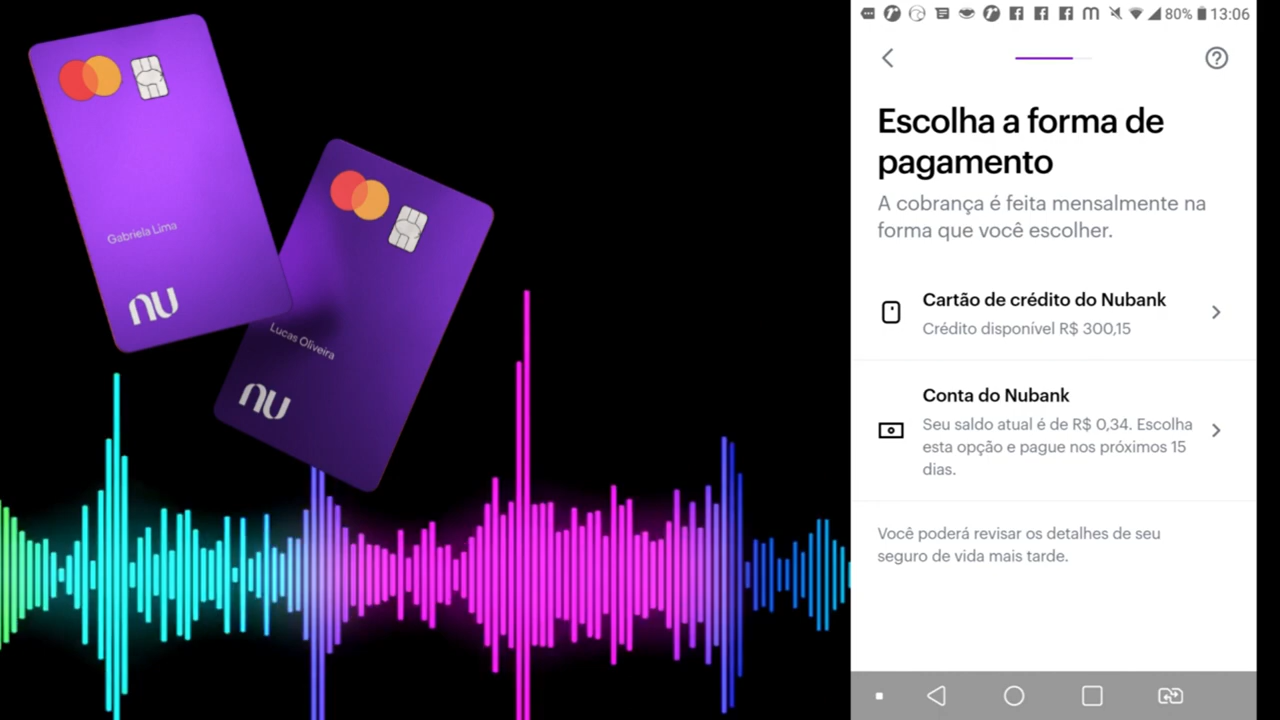 Gabriela Lima
nu
Lucas Oliveira
nu
80% 13:06
Escolha a forma de
pagamento
A cobrança é feita mensalmente na
forma que você escolher.
Cartão de crédito do Nubank
Crédito disponível R$ 300,15
Conta do Nubank
Seu saldo atual é de R$ 0,34. Escolha
esta opção e pague nos próximos 15
dias.
Você poderá revisar os detalhes de seu
seguro de vida mais tarde.